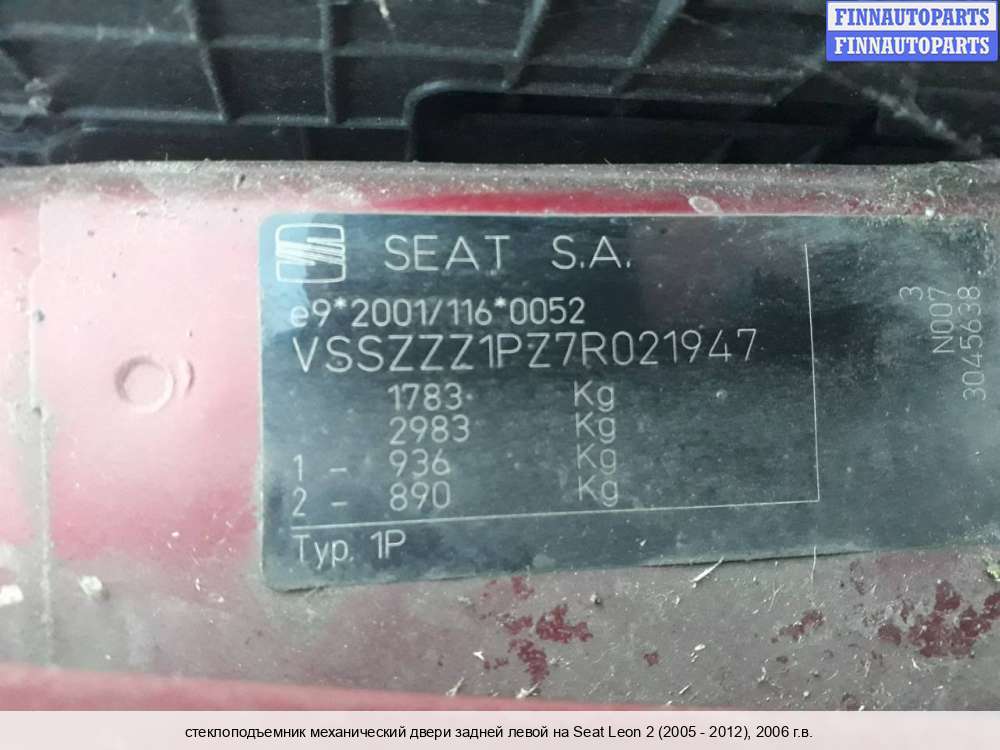 FINNAUTOPARTS
FINNAUTOPARTS
SEAT S.A.
e9*2001/116*0052
VSSZZZ1PZ7R021947
1783 Kg
2983 Kg
1 - 936 Kg
2 - 890 Kg
Typ. 1P
3
N007
3045638
стеклоподъемник механический двери задней левой на Seat Leon 2 (2005 - 2012), 2006 г.в.